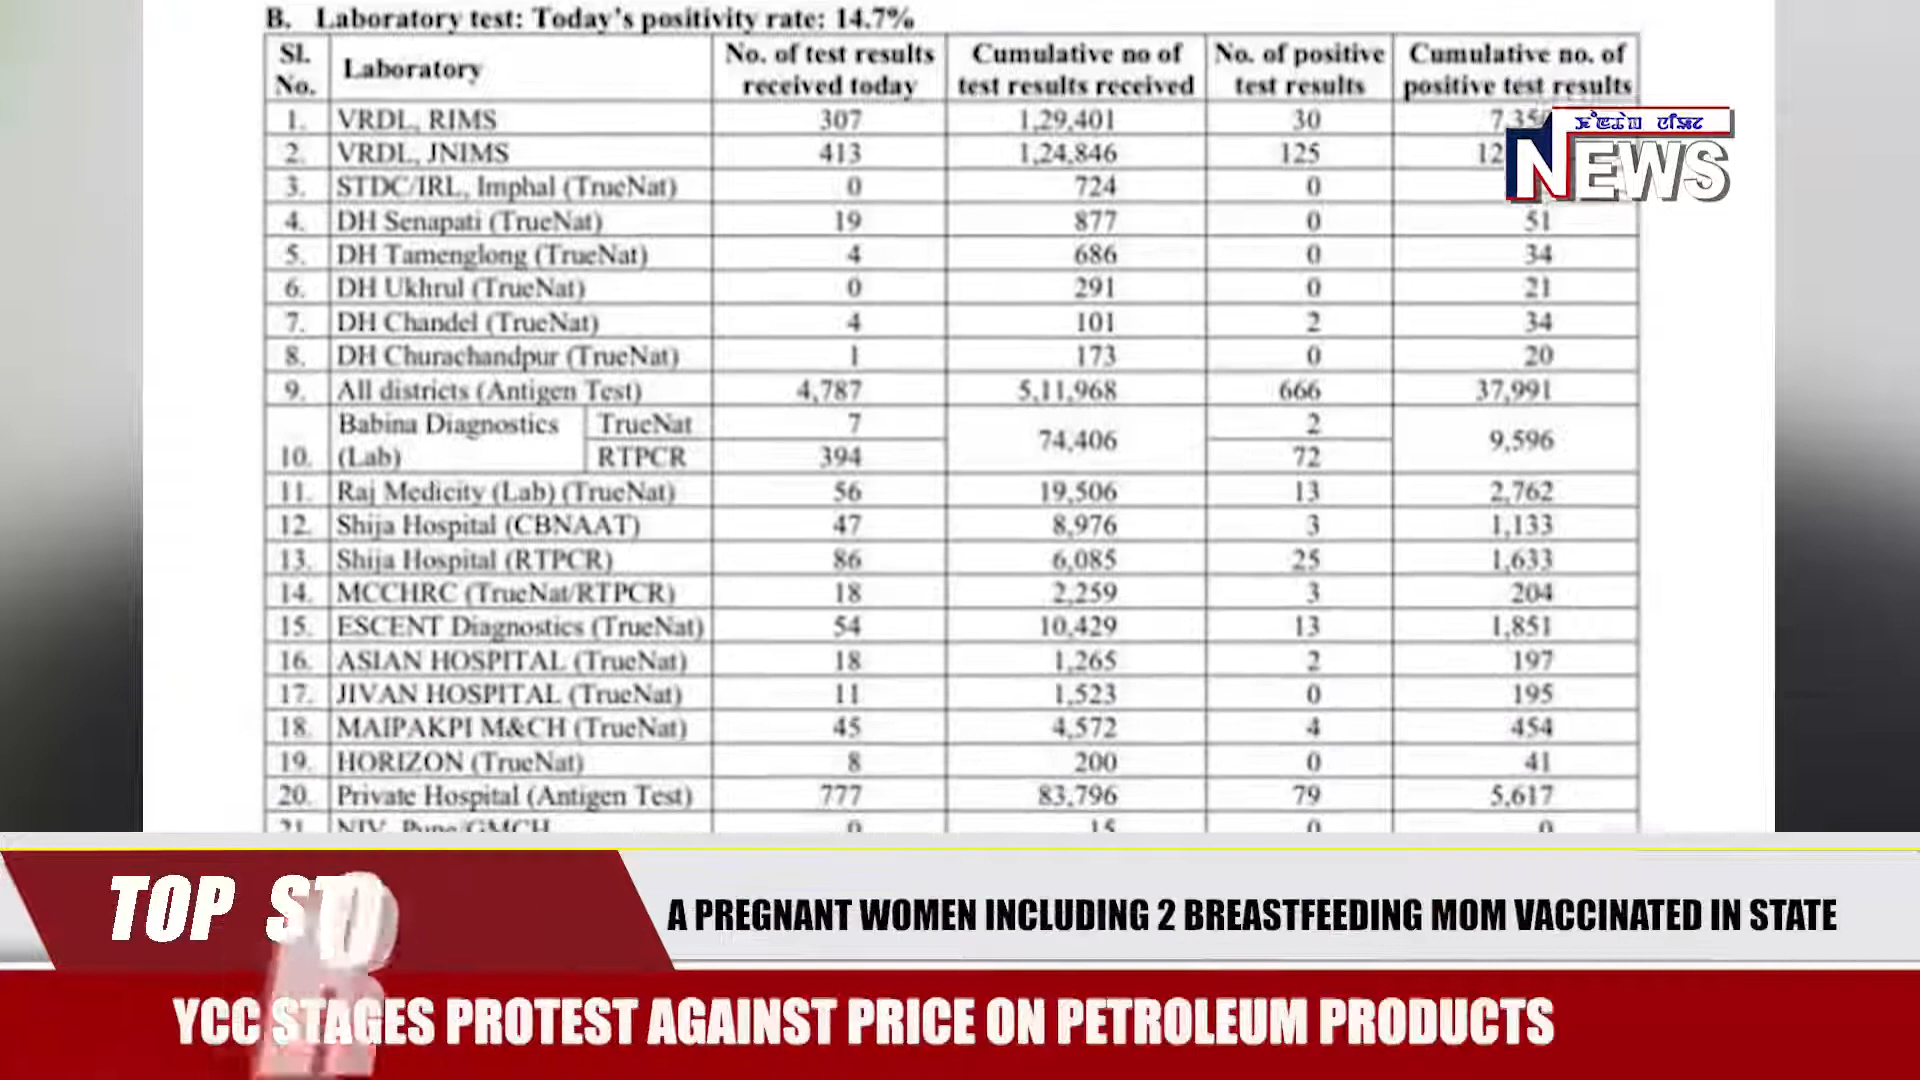 B. Laboratory test: Today's positivity rate: 14.7%
Sl. No. Laboratory No. of test results received today Cumulative no of test results received No. of positive test results Cumulative no. of positive test results
1. VRDL, RIMS 307 1,29,401 30
2. VRDL, JNIMS 413 1,24,846 125
3. STDC/IRL, Imphal (TrueNat) 0 724 0
4. DH Senapati (TrueNat) 19 877 0 51
5. DH Tamenglong (TrueNat) 4 686 0 34
6. DH Ukhrul (TrueNat) 0 291 0 21
7. DH Chandel (TrueNat) 4 101 2 34
8. DH Churachandpur (TrueNat) 1 173 0 20
9. All districts (Antigen Test) 4,787 5,11,968 666 37,991
10. Babina Diagnostics (Lab) TrueNat 7 74,406 2 9,596
RTPCR 394 72
11. Raj Medicity (Lab) (TrueNat) 56 19,506 13 2,762
12. Shija Hospital (CBNAAT) 47 8,976 3 1,133
13. Shija Hospital (RTPCR) 86 6,085 25 1,633
14. MCCHRC (TrueNat/RTPCR) 18 2,259 3 204
15. ESCENT Diagnostics (TrueNat) 54 10,429 13 1,851
16. ASIAN HOSPITAL (TrueNat) 18 1,265 2 197
17. JIVAN HOSPITAL (TrueNat) 11 1,523 0 195
18. MAIPAKPI M&CH (TrueNat) 45 4,572 4 454
19. HORIZON (TrueNat) 8 200 0 41
20. Private Hospital (Antigen Test) 777 83,796 79 5,617
21. NIV, Pune/GMCH 0 15 0 0
NEWS
TOP STO
A PREGNANT WOMEN INCLUDING 2 BREASTFEEDING MOM VACCINATED IN STATE
YCC STAGES PROTEST AGAINST PRICE ON PETROLEUM PRODUCTS